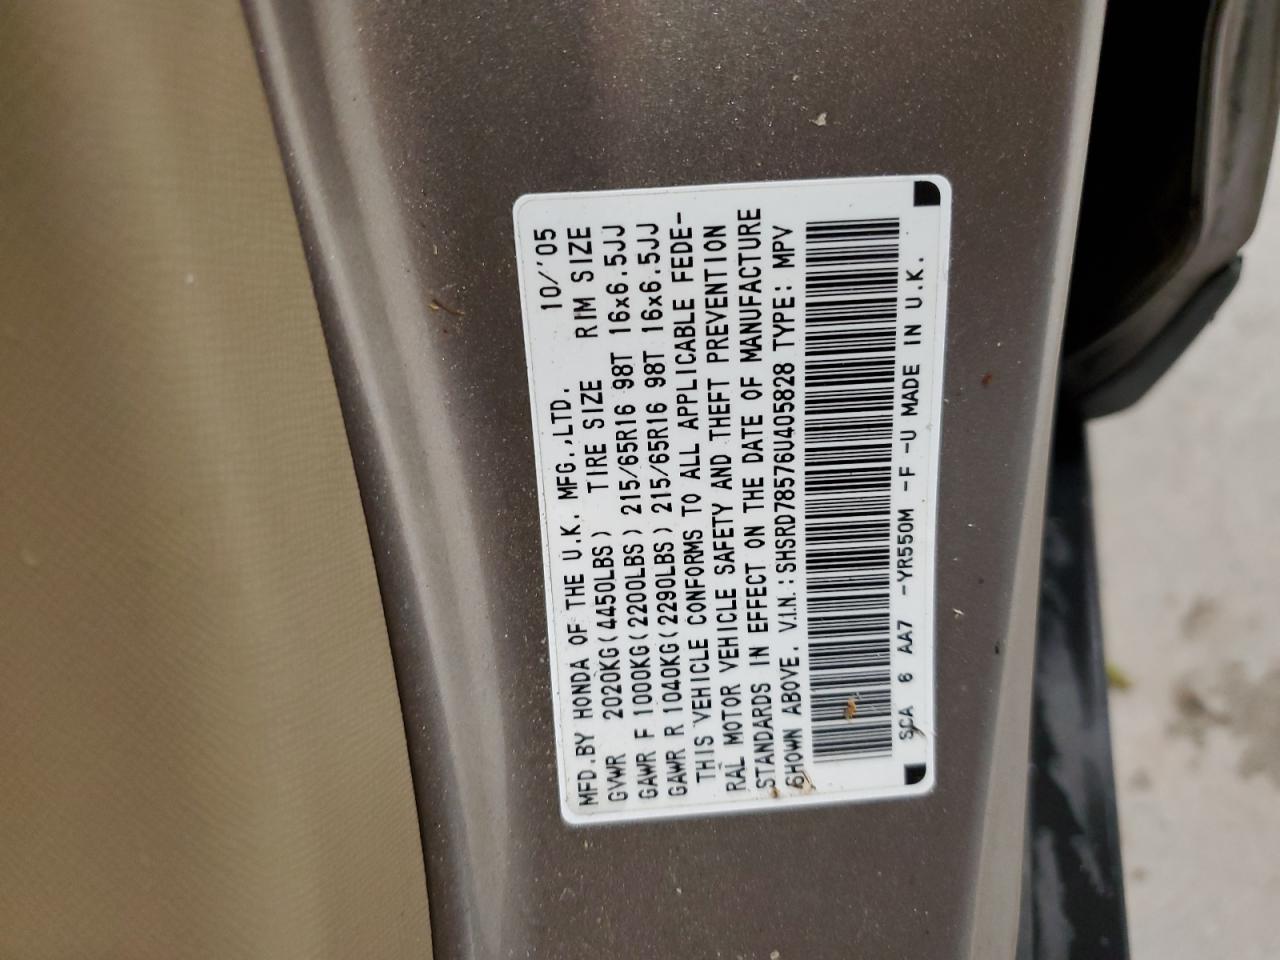 MFD.BY HONDA OF THE U.K. MFG.,LTD. 10/'05
GVWR 2020KG(4450LBS) TIRE SIZE RIM SIZE
GAWR F 1000KG(2200LBS) 215/65R16 98T 16x6.5JJ
GAWR R 1040KG(2290LBS) 215/65R16 98T 16x6.5JJ
THIS VEHICLE CONFORMS TO ALL APPLICABLE FEDE-
RAL MOTOR VEHICLE SAFETY AND THEFT PREVENTION
STANDARDS IN EFFECT ON THE DATE OF MANUFACTURE
SHOWN ABOVE. V.I.N.:SHSRD78576U405828 TYPE: MPV
SCA 6 AA7 -YR550M -F -U MADE IN U.K.